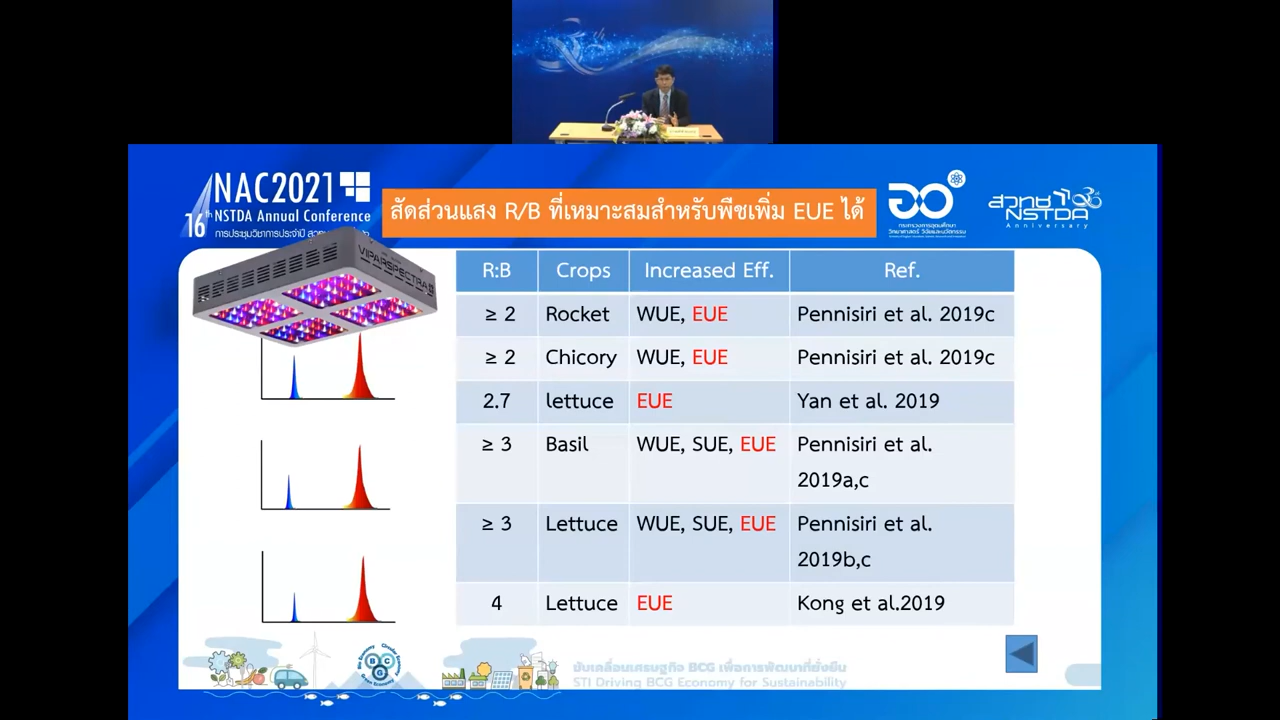 NAC2021
16th NSTDA Annual Conference
การประชุมวิชาการประจำปี สวทช.
สัดส่วนแสง R/B ที่เหมาะสมสำหรับพืชเพิ่ม EUE ได้
กระทรวงการอุดมศึกษา
วิทยาศาสตร์ วิจัยและนวัตกรรม
สวทช
NSTDA
Anniversary
VIPARSPECTRA
R:B Crops Increased Eff. Ref.
≥ 2 Rocket WUE, EUE Pennisiri et al. 2019c
≥ 2 Chicory WUE, EUE Pennisiri et al. 2019c
2.7 lettuce EUE Yan et al. 2019
≥ 3 Basil WUE, SUE, EUE Pennisiri et al.
2019a,c
≥ 3 Lettuce WUE, SUE, EUE Pennisiri et al.
2019b,c
4 Lettuce EUE Kong et al.2019
ขับเคลื่อนเศรษฐกิจ BCG เพื่อการพัฒนาที่ยั่งยืน
STI Driving BCG Economy for Sustainability